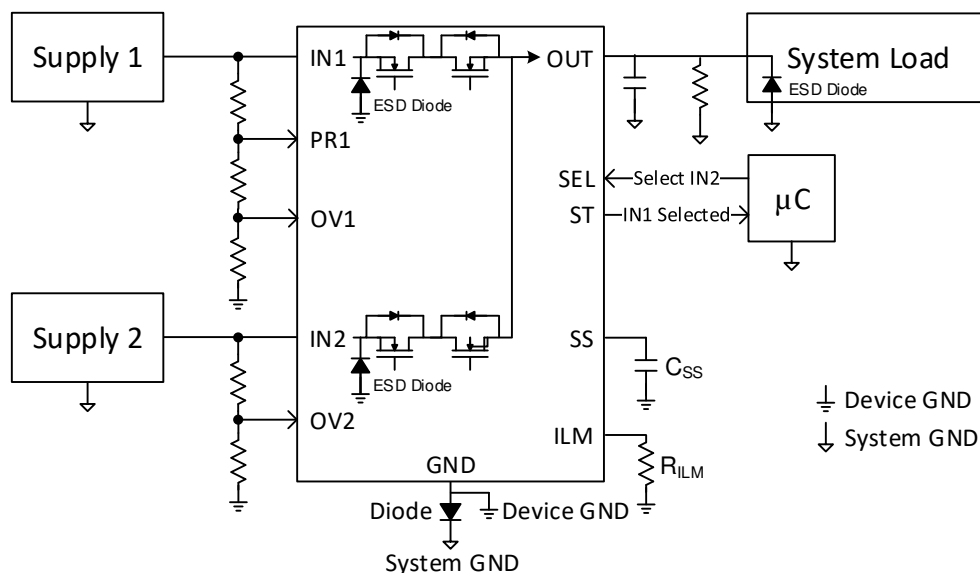 Supply 1
IN1
ESD Diode
OUT
System Load
ESD Diode
PR1
SEL
Select IN2
μC
OV1
ST
IN1 Selected
Supply 2
IN2
ESD Diode
SS
CSS
OV2
ILM
RILM
GND
Diode
Device GND
System GND
Device GND
System GND